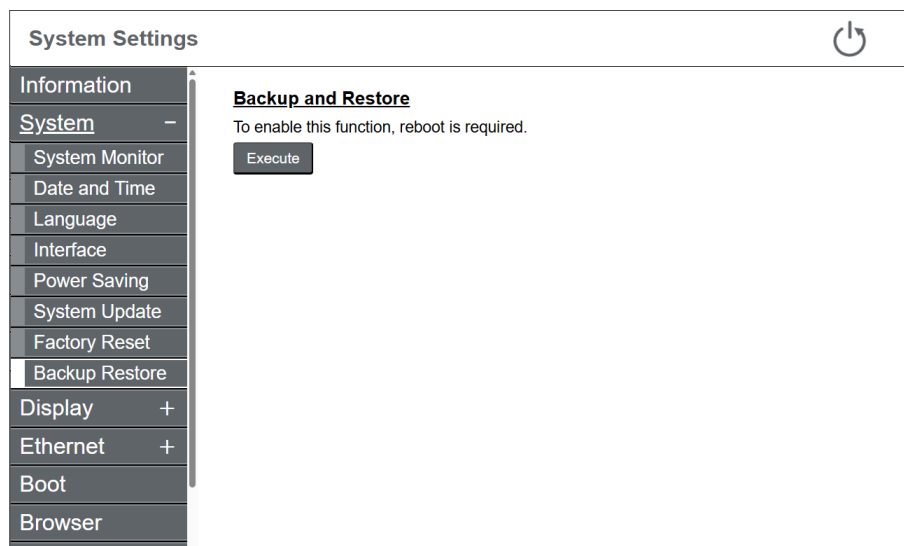 System Settings
Information
System −
System Monitor
Date and Time
Language
Interface
Power Saving
System Update
Factory Reset
Backup Restore
Display +
Ethernet +
Boot
Browser
Backup and Restore
To enable this function, reboot is required.
Execute